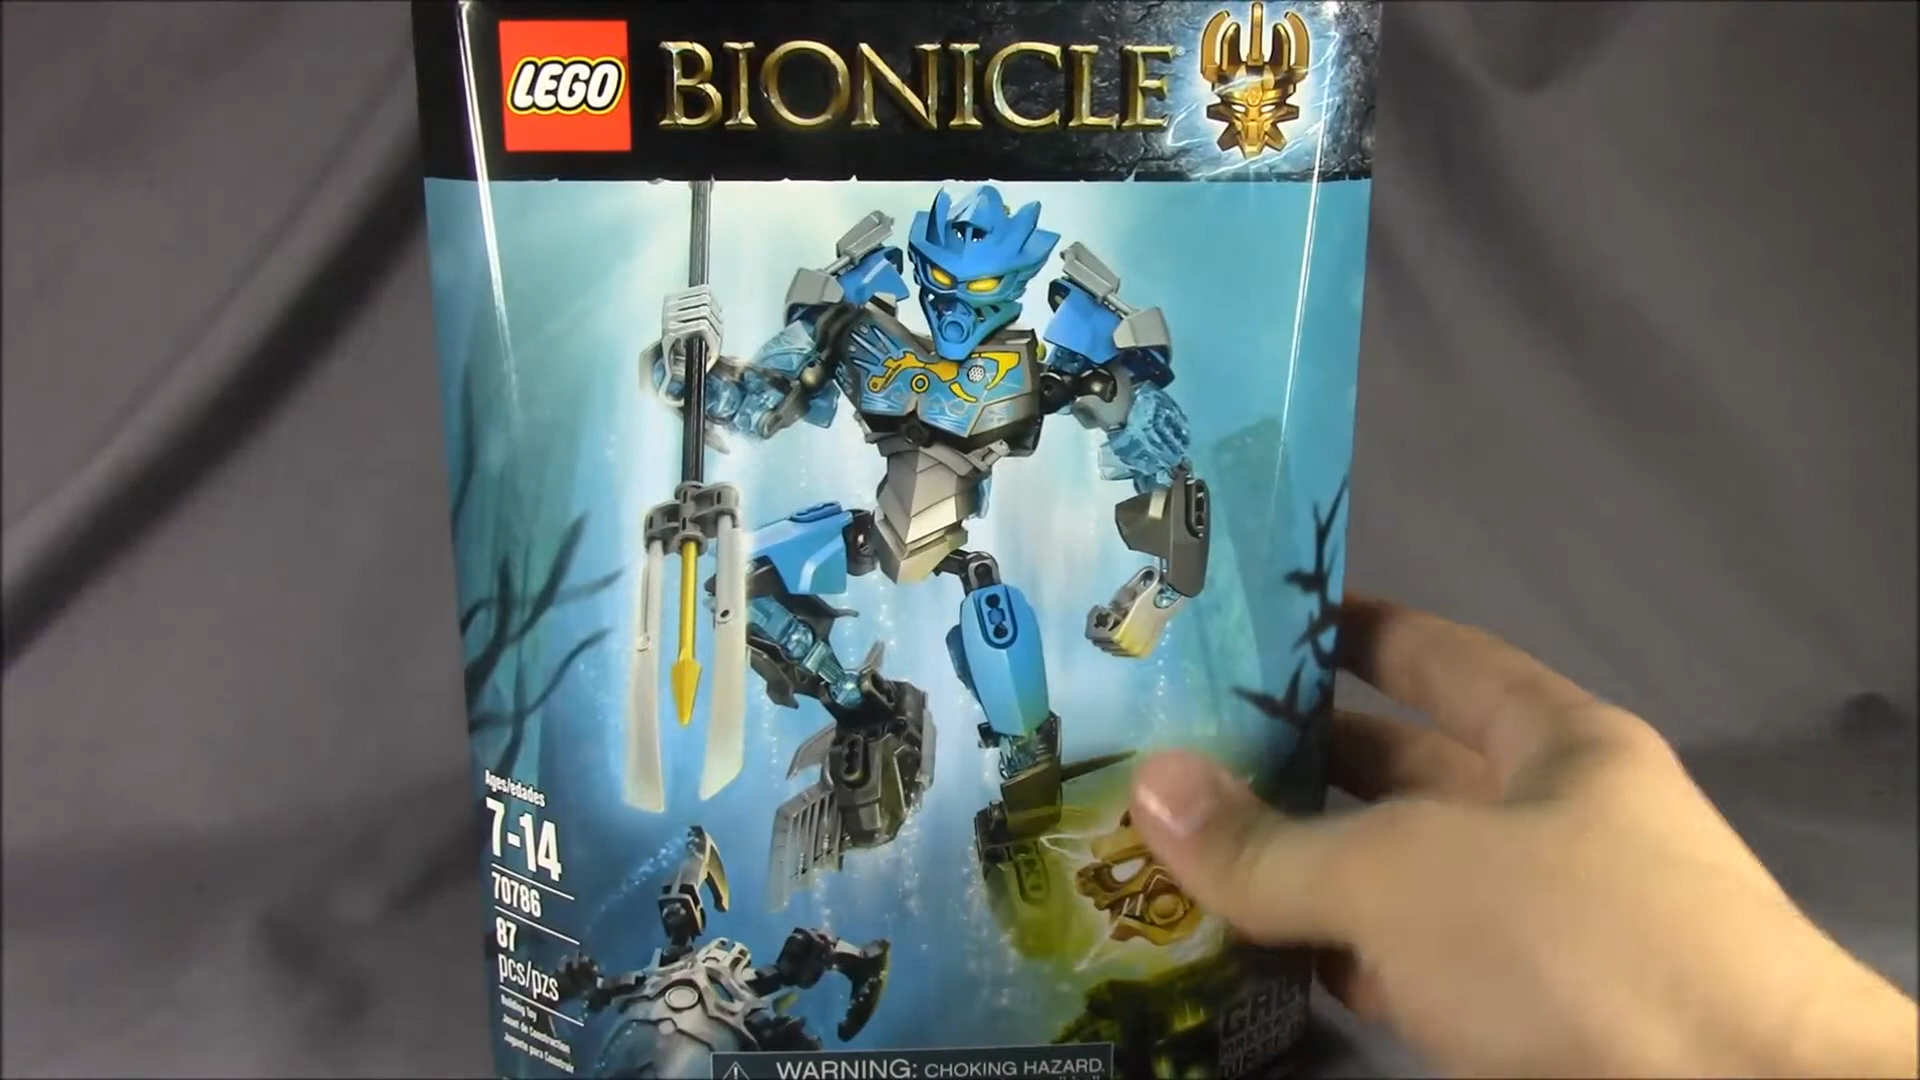 LEGO BIONICLE
Ages/edades
7-14
70786
87
pcs/pzs
Building Toy
Jouet de Construction
Juguete para Construir
WARNING: CHOKING HAZARD.